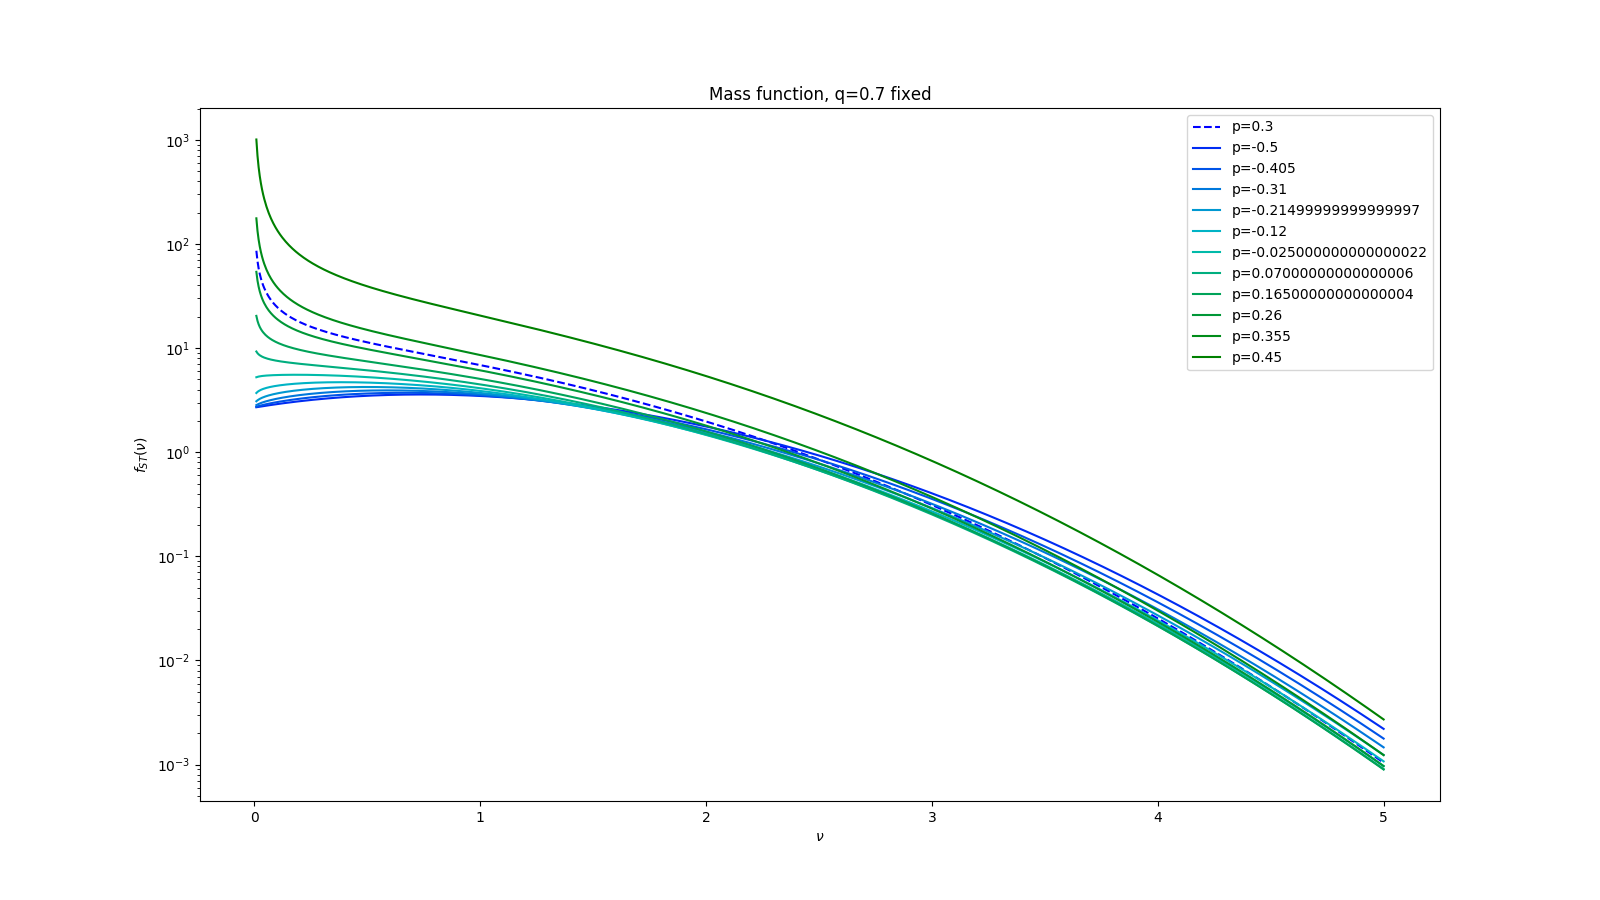 Mass function, q=0.7 fixed
p=0.3
p=-0.5
p=-0.405
p=-0.31
p=-0.21499999999999997
p=-0.12
p=-0.025000000000000022
p=0.07000000000000006
p=0.16500000000000004
p=0.26
p=0.355
p=0.45
10³
10²
10¹
10⁰
10⁻¹
10⁻²
10⁻³
f_ST(ν)
0 1 2 3 4 5
ν